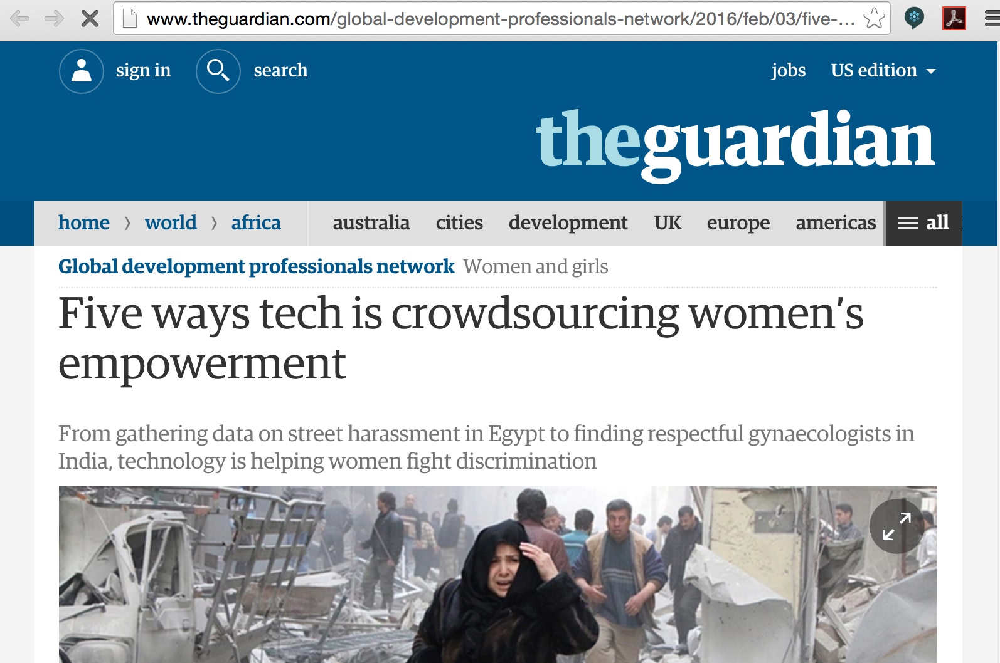 www.theguardian.com/global-development-professionals-network/2016/feb/03/five-...
sign in search jobs US edition
theguardian
home › world › africa australia cities development UK europe americas all
Global development professionals network Women and girls
Five ways tech is crowdsourcing women’s
empowerment
From gathering data on street harassment in Egypt to finding respectful gynaecologists in
India, technology is helping women fight discrimination